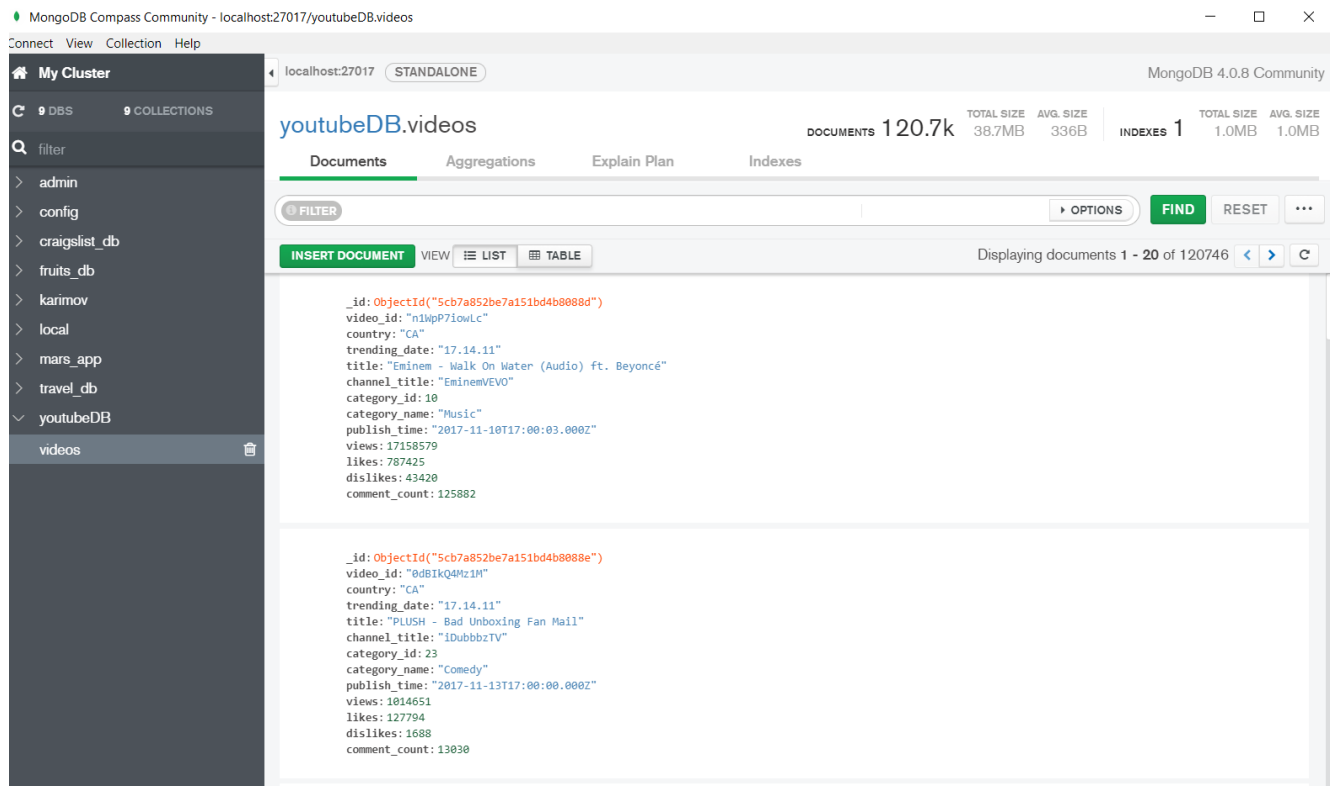 MongoDB Compass Community - localhost:27017/youtubeDB.videos
Connect View Collection Help
My Cluster
9 DBS 9 COLLECTIONS
filter
admin
config
craigslist_db
fruits_db
karimov
local
mars_app
travel_db
youtubeDB
videos
localhost:27017 STANDALONE MongoDB 4.0.8 Community
youtubeDB.videos
DOCUMENTS 120.7k TOTAL SIZE 38.7MB AVG. SIZE 336B INDEXES 1 TOTAL SIZE 1.0MB AVG. SIZE 1.0MB
Documents Aggregations Explain Plan Indexes
FILTER OPTIONS FIND RESET ...
INSERT DOCUMENT VIEW LIST TABLE Displaying documents 1 - 20 of 120746
_id: ObjectId("5cb7a852be7a151bd4b8088d")
video_id: "n1WpP7iowLc"
country: "CA"
trending_date: "17.14.11"
title: "Eminem - Walk On Water (Audio) ft. Beyoncé"
channel_title: "EminemVEVO"
category_id: 10
category_name: "Music"
publish_time: "2017-11-10T17:00:03.000Z"
views: 17158579
likes: 787425
dislikes: 43420
comment_count: 125882
_id: ObjectId("5cb7a852be7a151bd4b8088e")
video_id: "0dBIkQ4Mz1M"
country: "CA"
trending_date: "17.14.11"
title: "PLUSH - Bad Unboxing Fan Mail"
channel_title: "iDubbbzTV"
category_id: 23
category_name: "Comedy"
publish_time: "2017-11-13T17:00:00.000Z"
views: 1014651
likes: 127794
dislikes: 1688
comment_count: 13030